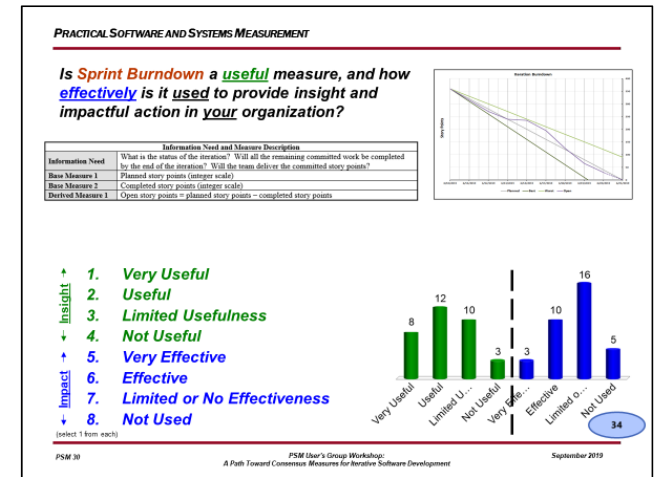 PRACTICAL SOFTWARE AND SYSTEMS MEASUREMENT
Is Sprint Burndown a useful measure, and how
effectively is it used to provide insight and
impactful action in your organization?
Iteration Burndown
Story Points
Information Need and Measure Description
Information Need What is the status of the iteration? Will all the remaining committed work be completed
by the end of the iteration? Will the team deliver the committed story points?
Base Measure 1 Planned story points (integer scale)
Base Measure 2 Completed story points (integer scale)
Derived Measure 1 Open story points = planned story points – completed story points
Insight
1. Very Useful
2. Useful
3. Limited Usefulness
4. Not Useful
Impact
5. Very Effective
6. Effective
7. Limited or No Effectiveness
8. Not Used
(select 1 from each)
8 12 10 3 3 10 16 5
Very Useful
Useful
Limited U...
Not Useful
Very Effe...
Effective
Limited o...
Not Used
34
PSM 30
PSM User's Group Workshop:
A Path Toward Consensus Measures for Iterative Software Development
September 2019